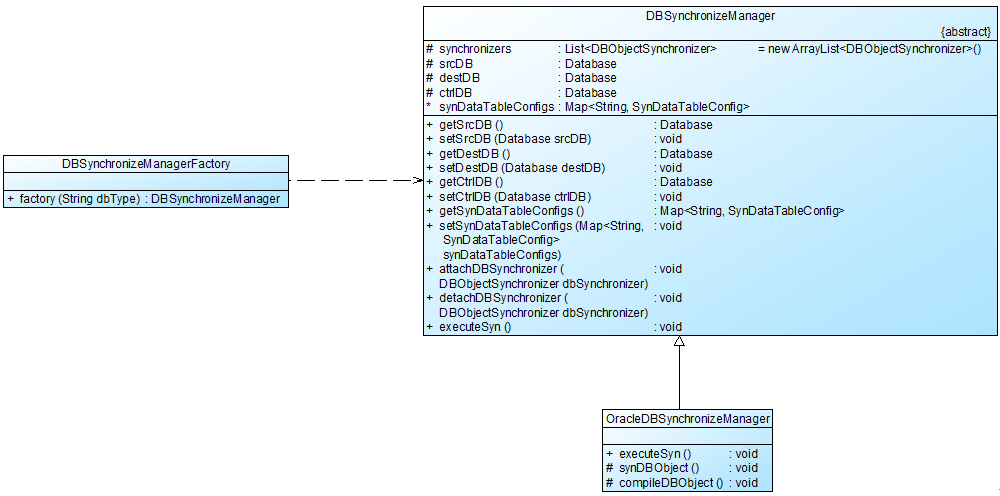 DBSynchronizeManager
{abstract}
# synchronizers : List<DBObjectSynchronizer> = new ArrayList<DBObjectSynchronizer>()
# srcDB : Database
# destDB : Database
# ctrlDB : Database
* synDataTableConfigs : Map<String, SynDataTableConfig>
+ getSrcDB () : Database
+ setSrcDB (Database srcDB) : void
+ getDestDB () : Database
+ setDestDB (Database destDB) : void
+ getCtrlDB () : Database
+ setCtrlDB (Database ctrlDB) : void
+ getSynDataTableConfigs () : Map<String, SynDataTableConfig>
+ setSynDataTableConfigs (Map<String, : void
SynDataTableConfig>
synDataTableConfigs)
+ attachDBSynchronizer ( : void
DBObjectSynchronizer dbSynchronizer)
+ detachDBSynchronizer ( : void
DBObjectSynchronizer dbSynchronizer)
+ executeSyn () : void
DBSynchronizeManagerFactory
+ factory (String dbType) : DBSynchronizeManager
OracleDBSynchronizeManager
+ executeSyn () : void
# synDBObject () : void
# compileDBObject () : void